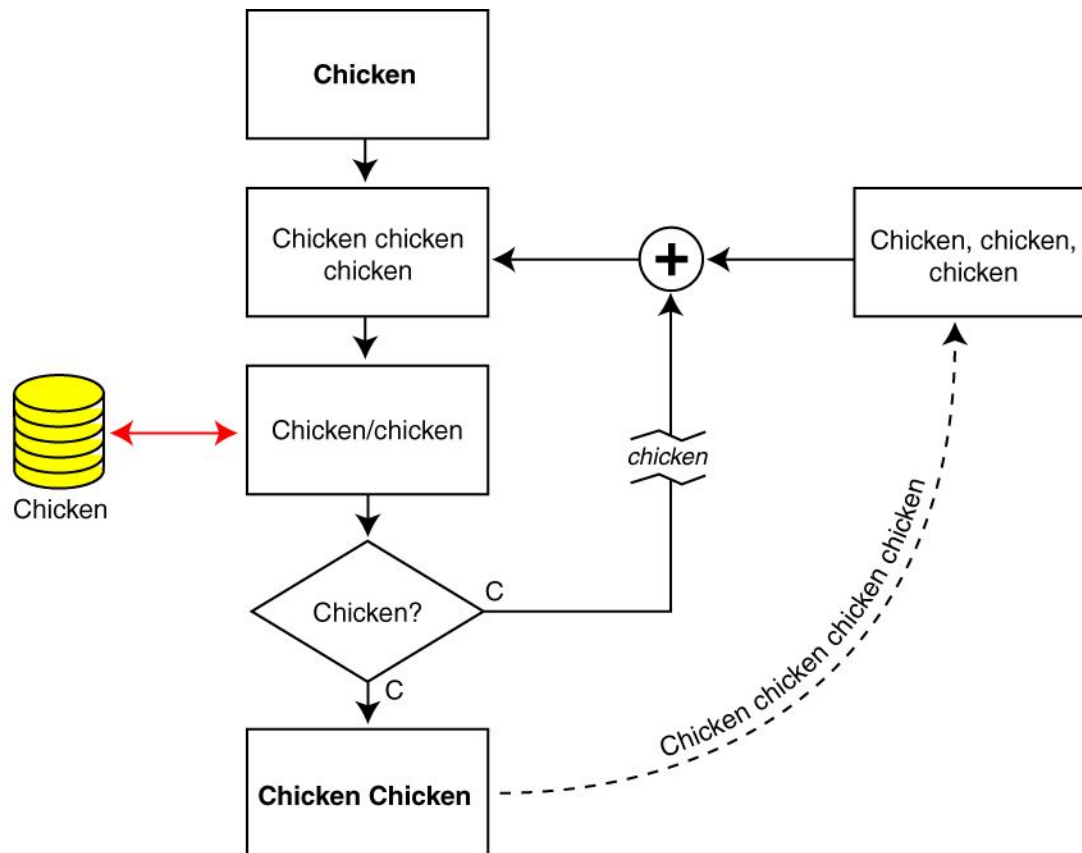 Chicken
Chicken chicken
chicken
+
Chicken, chicken,
chicken
Chicken/chicken
Chicken
chicken
Chicken?
C
C
Chicken chicken chicken chicken
Chicken Chicken